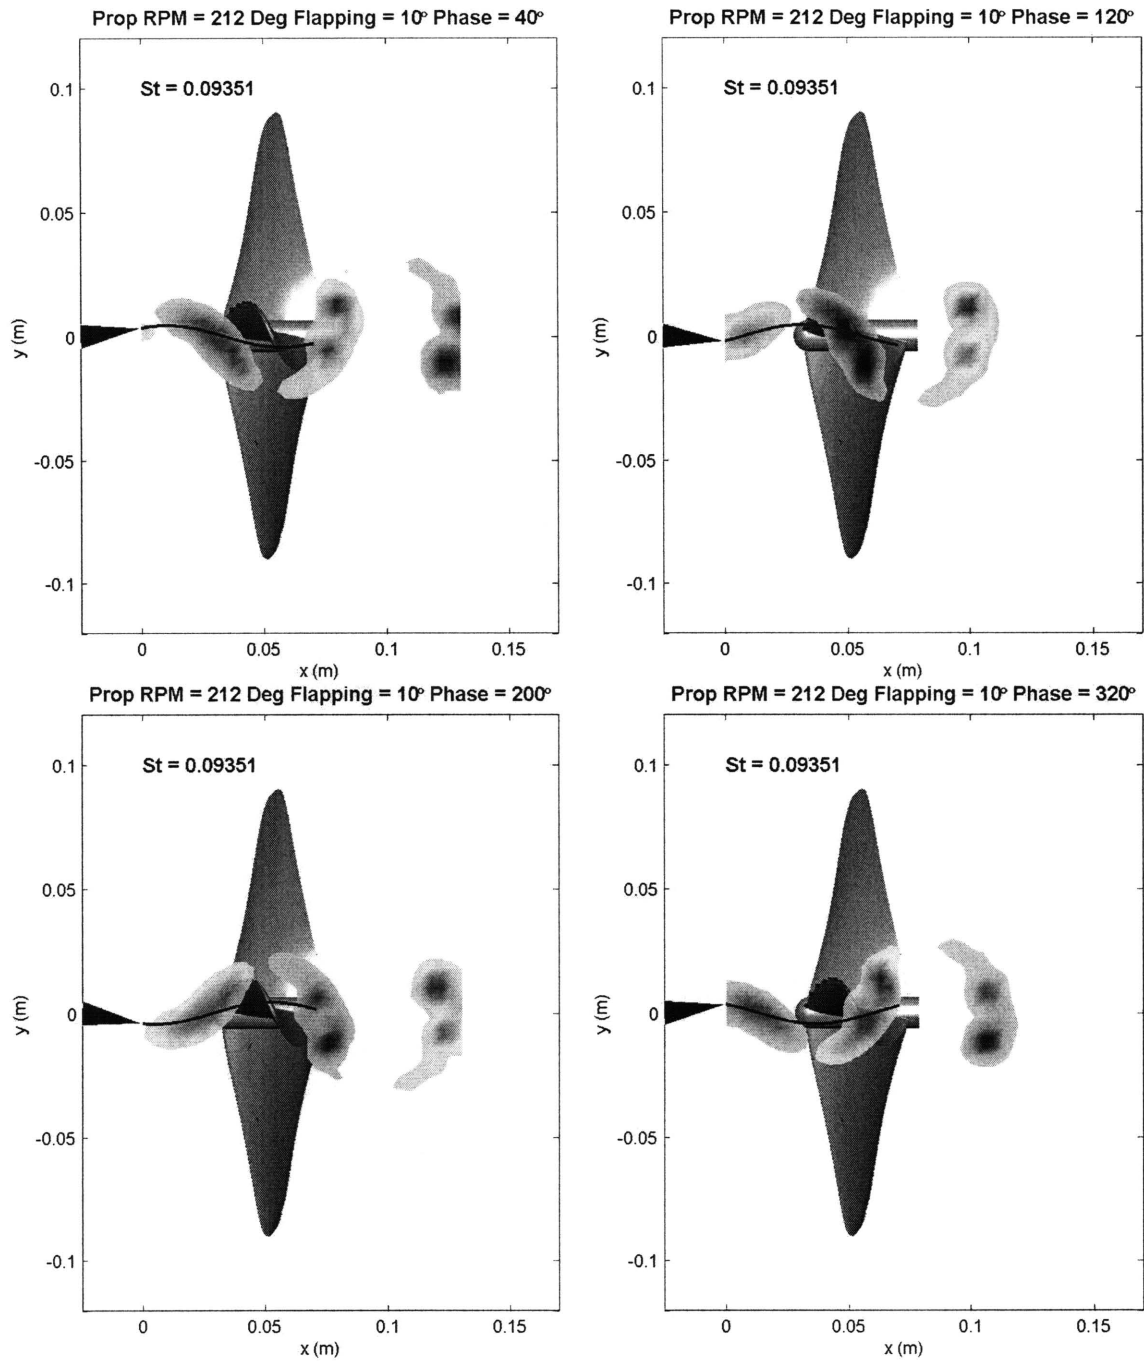 Prop RPM = 212 Deg Flapping = 10° Phase = 40°
St = 0.09351
0.1
0.05
0
-0.05
-0.1
y (m)
0
0.05
0.1
0.15
x (m)
Prop RPM = 212 Deg Flapping = 10° Phase = 120°
St = 0.09351
0.1
0.05
0
-0.05
-0.1
y (m)
0
0.05
0.1
0.15
x (m)
Prop RPM = 212 Deg Flapping = 10° Phase = 200°
St = 0.09351
0.1
0.05
0
-0.05
-0.1
y (m)
0
0.05
0.1
0.15
x (m)
Prop RPM = 212 Deg Flapping = 10° Phase = 320°
St = 0.09351
0.1
0.05
0
-0.05
-0.1
y (m)
0
0.05
0.1
0.15
x (m)